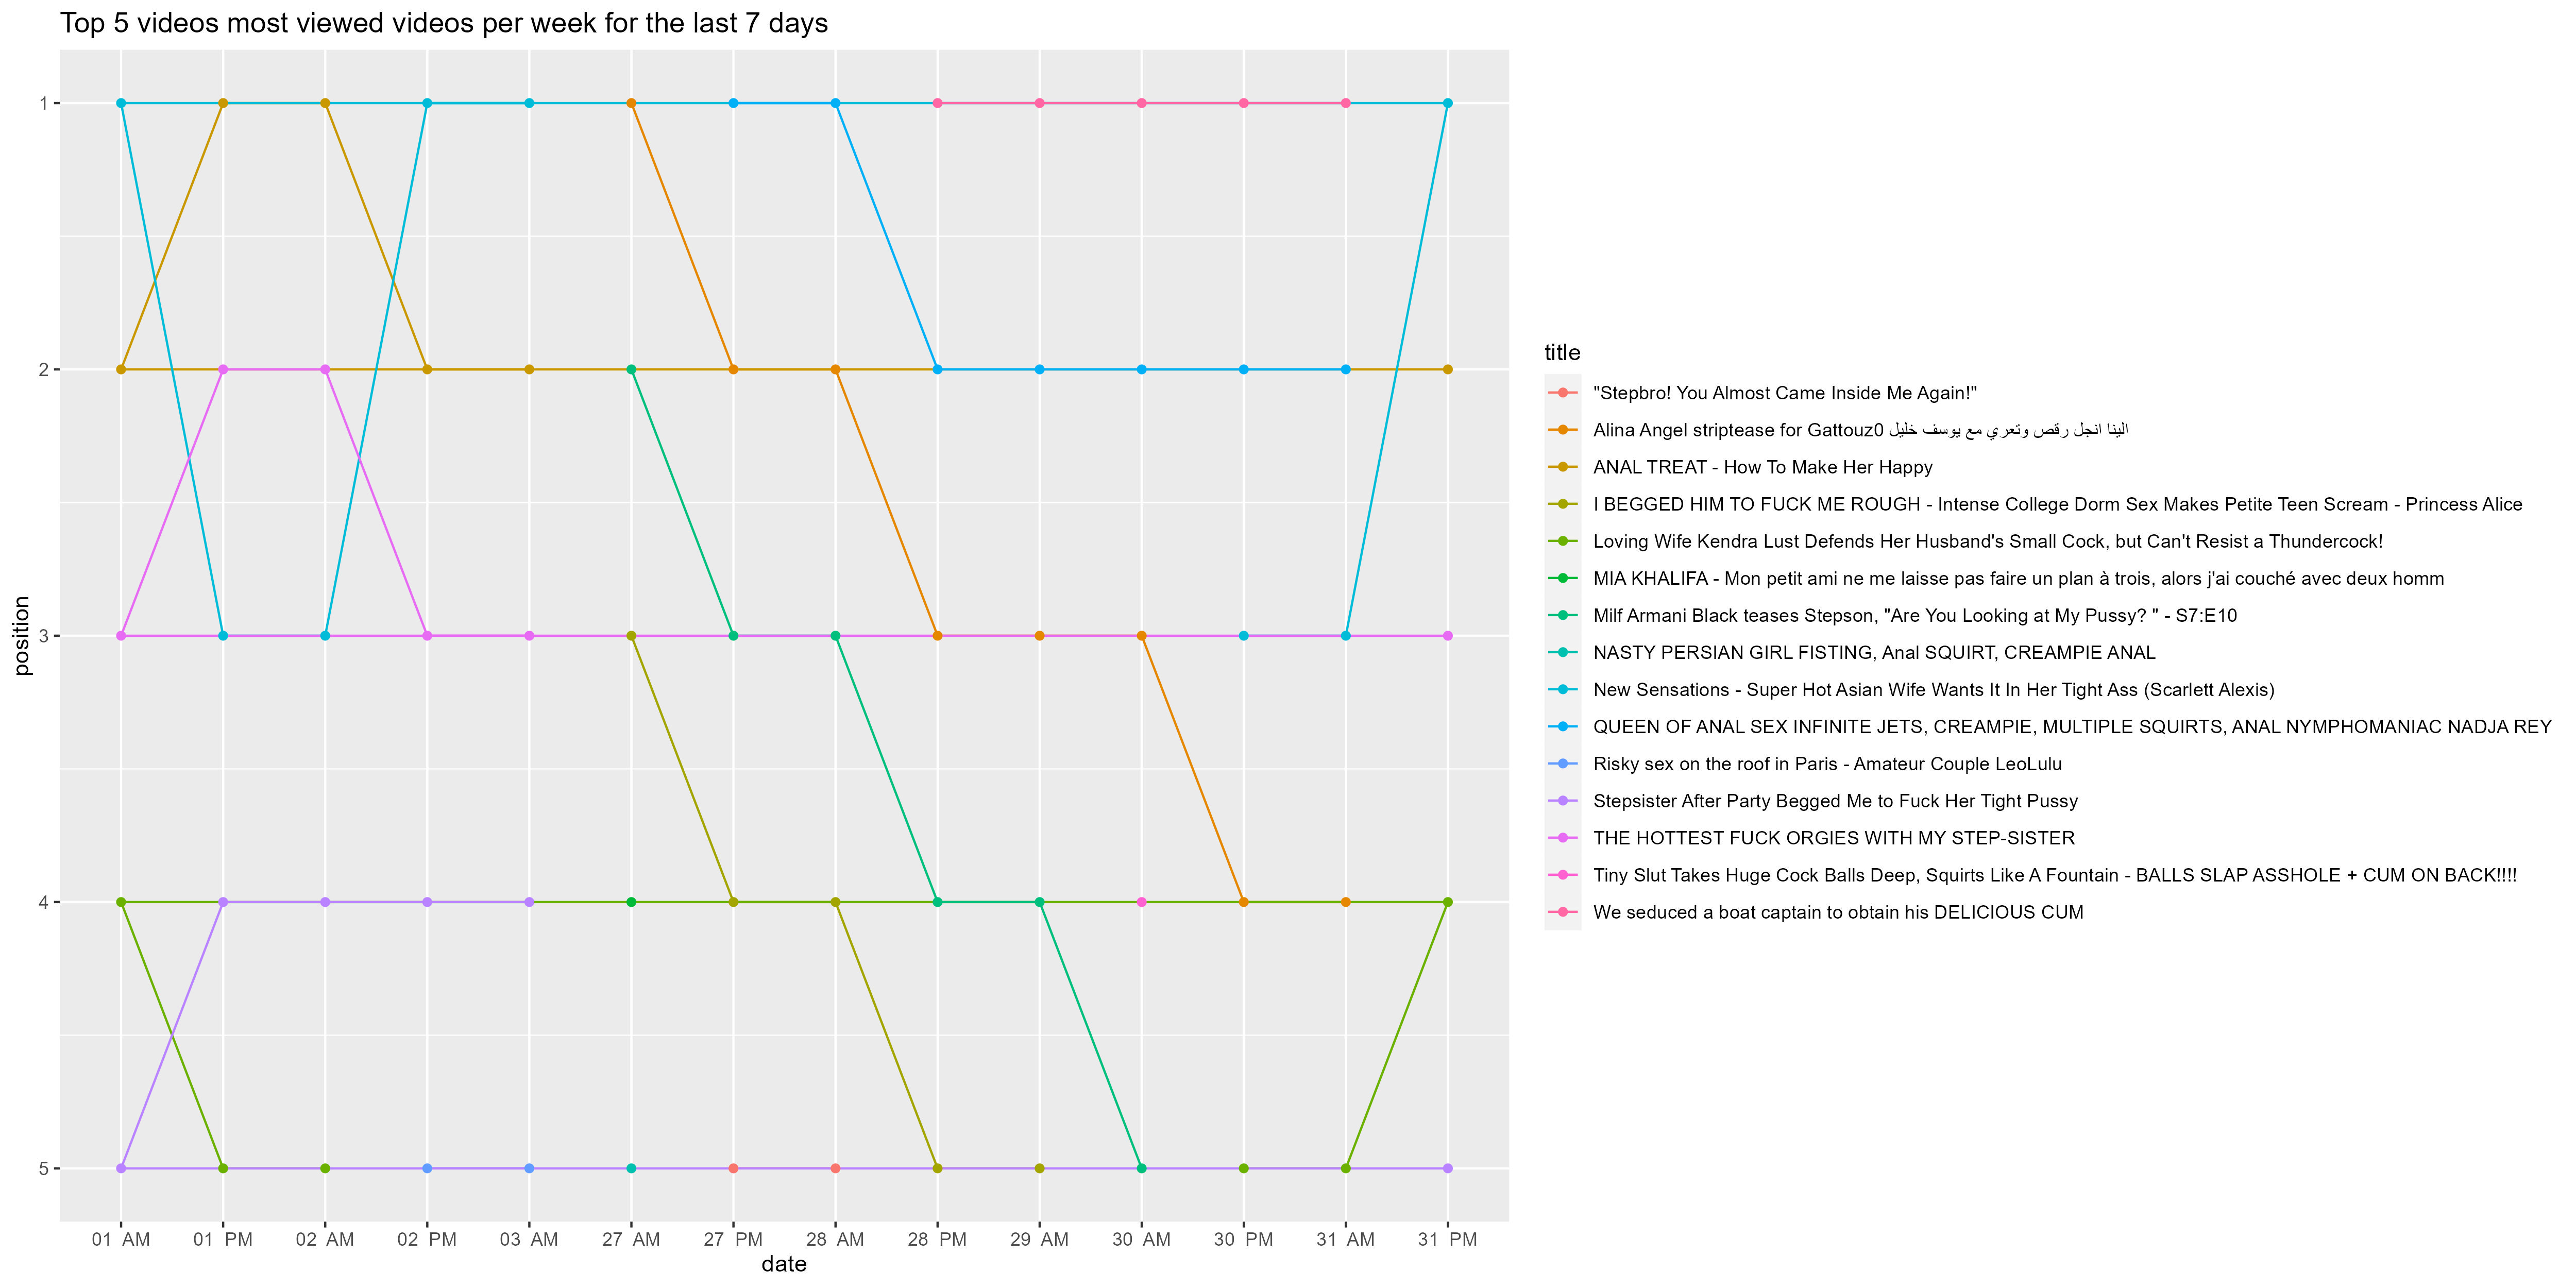 Top 5 videos most viewed videos per week for the last 7 days
position
1
2
3
4
5
01 AM
01 PM
02 AM
02 PM
03 AM
27 AM
27 PM
28 AM
28 PM
29 AM
30 AM
30 PM
31 AM
31 PM
date
title
"Stepbro! You Almost Came Inside Me Again!"
Alina Angel striptease for Gattouz0 الينا انجل رقص وتعري مع يوسف خليل
ANAL TREAT - How To Make Her Happy
I BEGGED HIM TO FUCK ME ROUGH - Intense College Dorm Sex Makes Petite Teen Scream - Princess Alice
Loving Wife Kendra Lust Defends Her Husband's Small Cock, but Can't Resist a Thundercock!
MIA KHALIFA - Mon petit ami ne me laisse pas faire un plan à trois, alors j'ai couché avec deux homm
Milf Armani Black teases Stepson, "Are You Looking at My Pussy? " - S7:E10
NASTY PERSIAN GIRL FISTING, Anal SQUIRT, CREAMPIE ANAL
New Sensations - Super Hot Asian Wife Wants It In Her Tight Ass (Scarlett Alexis)
QUEEN OF ANAL SEX INFINITE JETS, CREAMPIE, MULTIPLE SQUIRTS, ANAL NYMPHOMANIAC NADJA REY
Risky sex on the roof in Paris - Amateur Couple LeoLulu
Stepsister After Party Begged Me to Fuck Her Tight Pussy
THE HOTTEST FUCK ORGIES WITH MY STEP-SISTER
Tiny Slut Takes Huge Cock Balls Deep, Squirts Like A Fountain - BALLS SLAP ASSHOLE + CUM ON BACK!!!!
We seduced a boat captain to obtain his DELICIOUS CUM